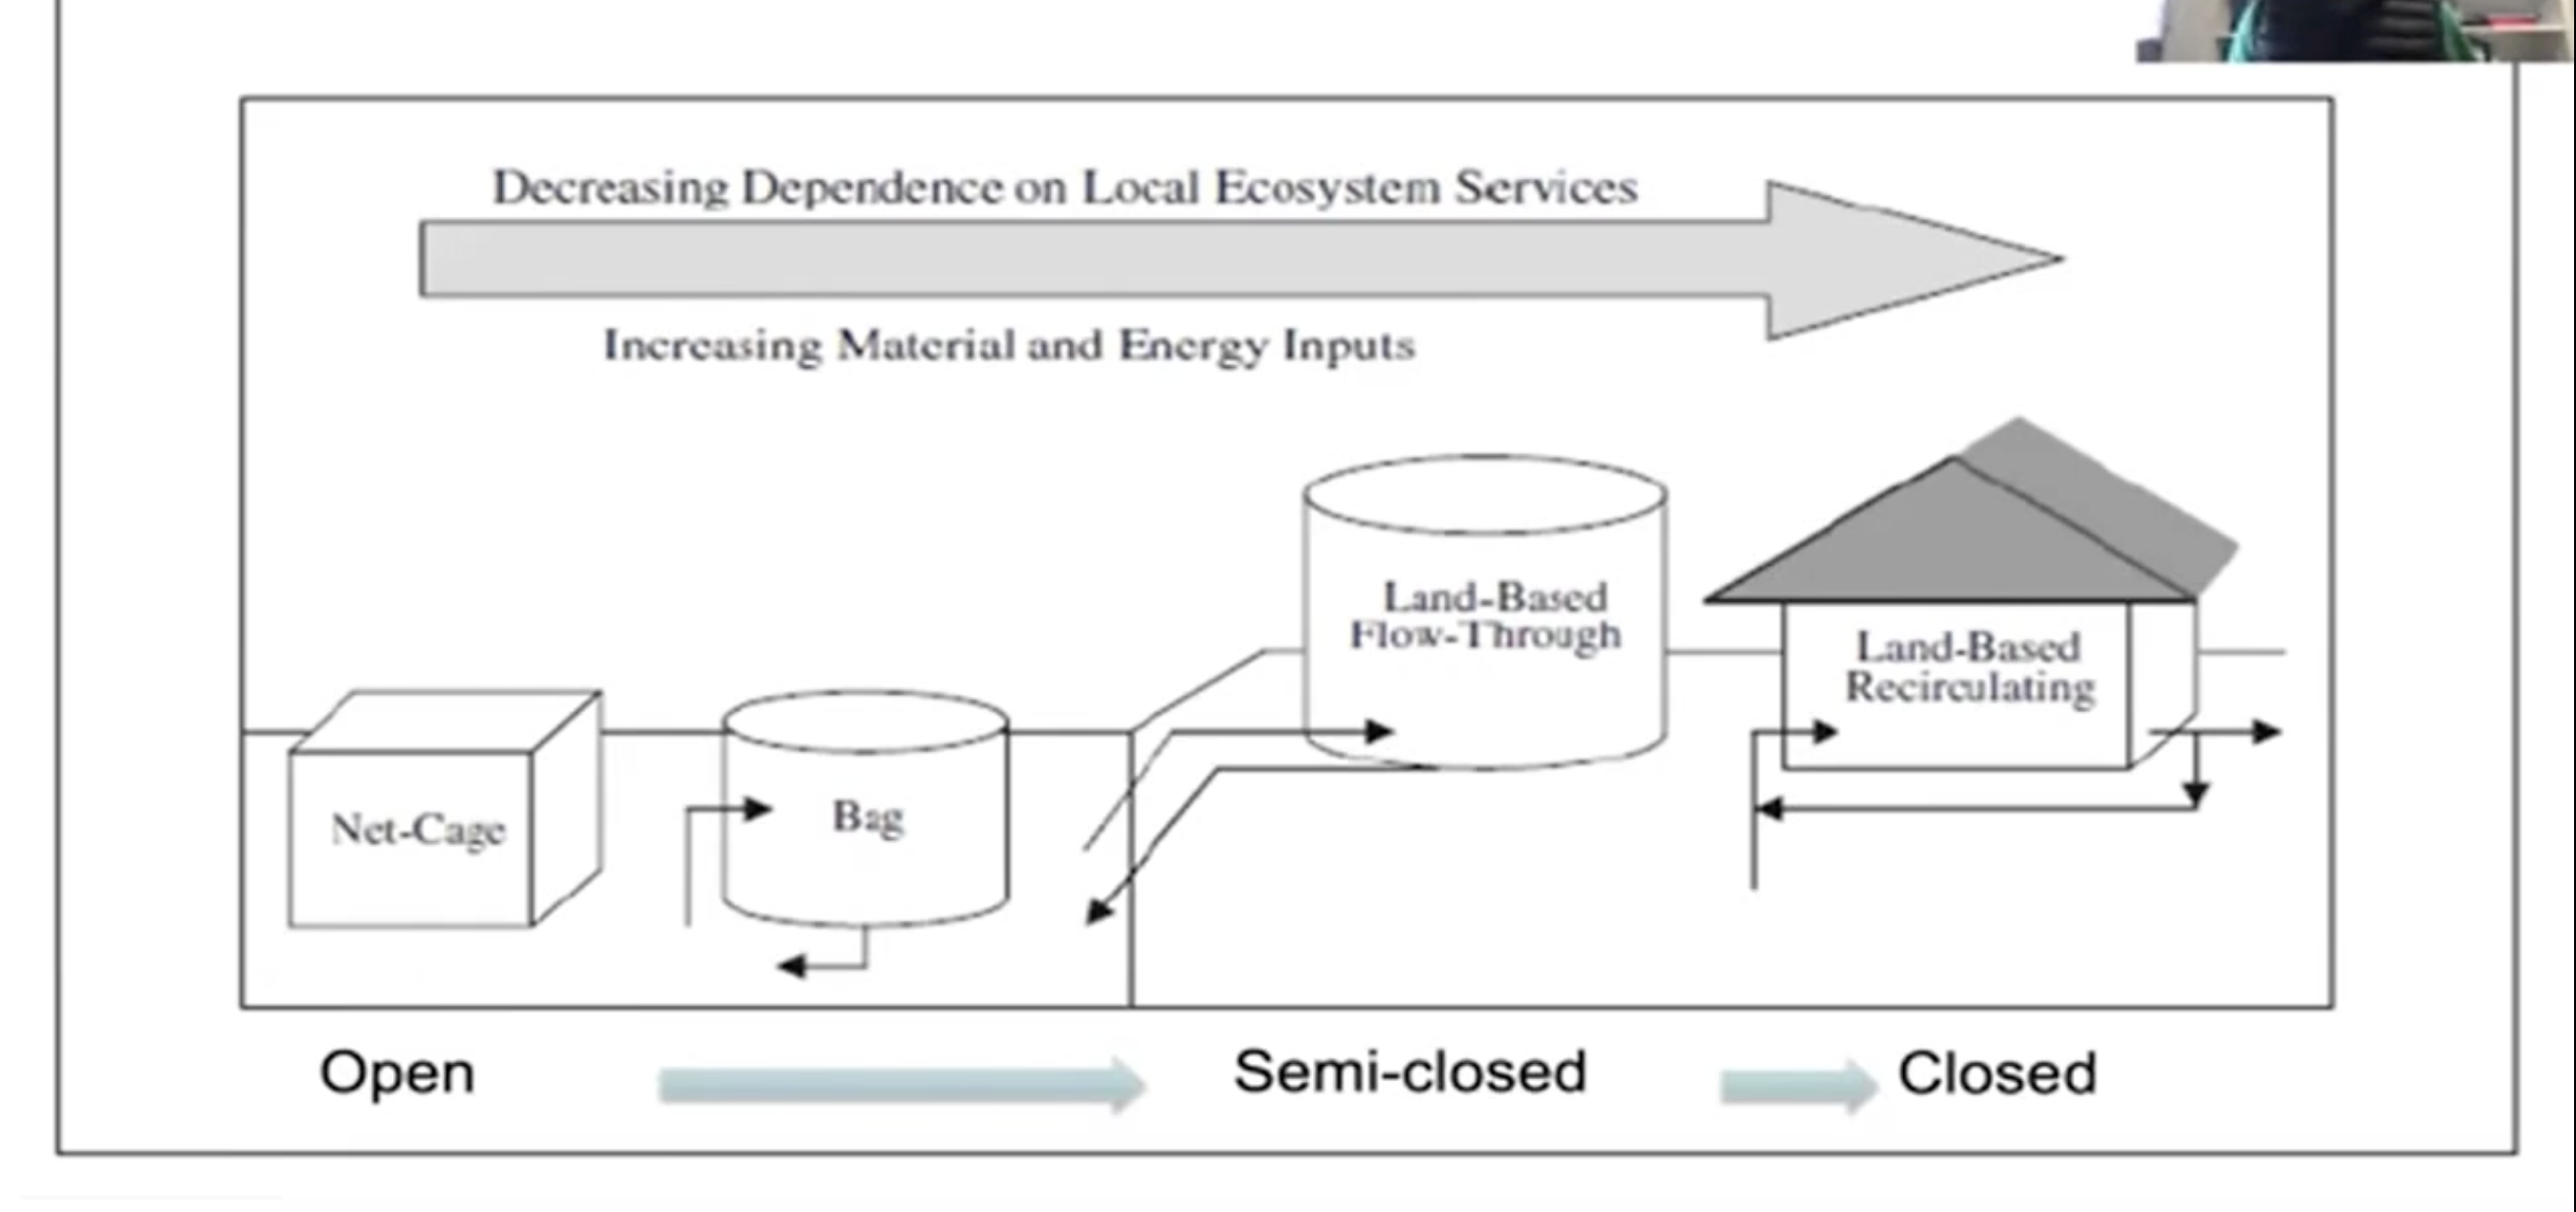 Decreasing Dependence on Local Ecosystem Services
Increasing Material and Energy Inputs
Land-Based
Flow-Through
Land-Based
Recirculating
Net-Cage
Bag
Open
Semi-closed
Closed